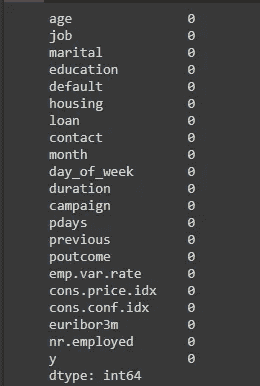 age 0
job 0
marital 0
education 0
default 0
housing 0
loan 0
contact 0
month 0
day_of_week 0
duration 0
campaign 0
pdays 0
previous 0
poutcome 0
emp.var.rate 0
cons.price.idx 0
cons.conf.idx 0
euribor3m 0
nr.employed 0
y 0
dtype: int64